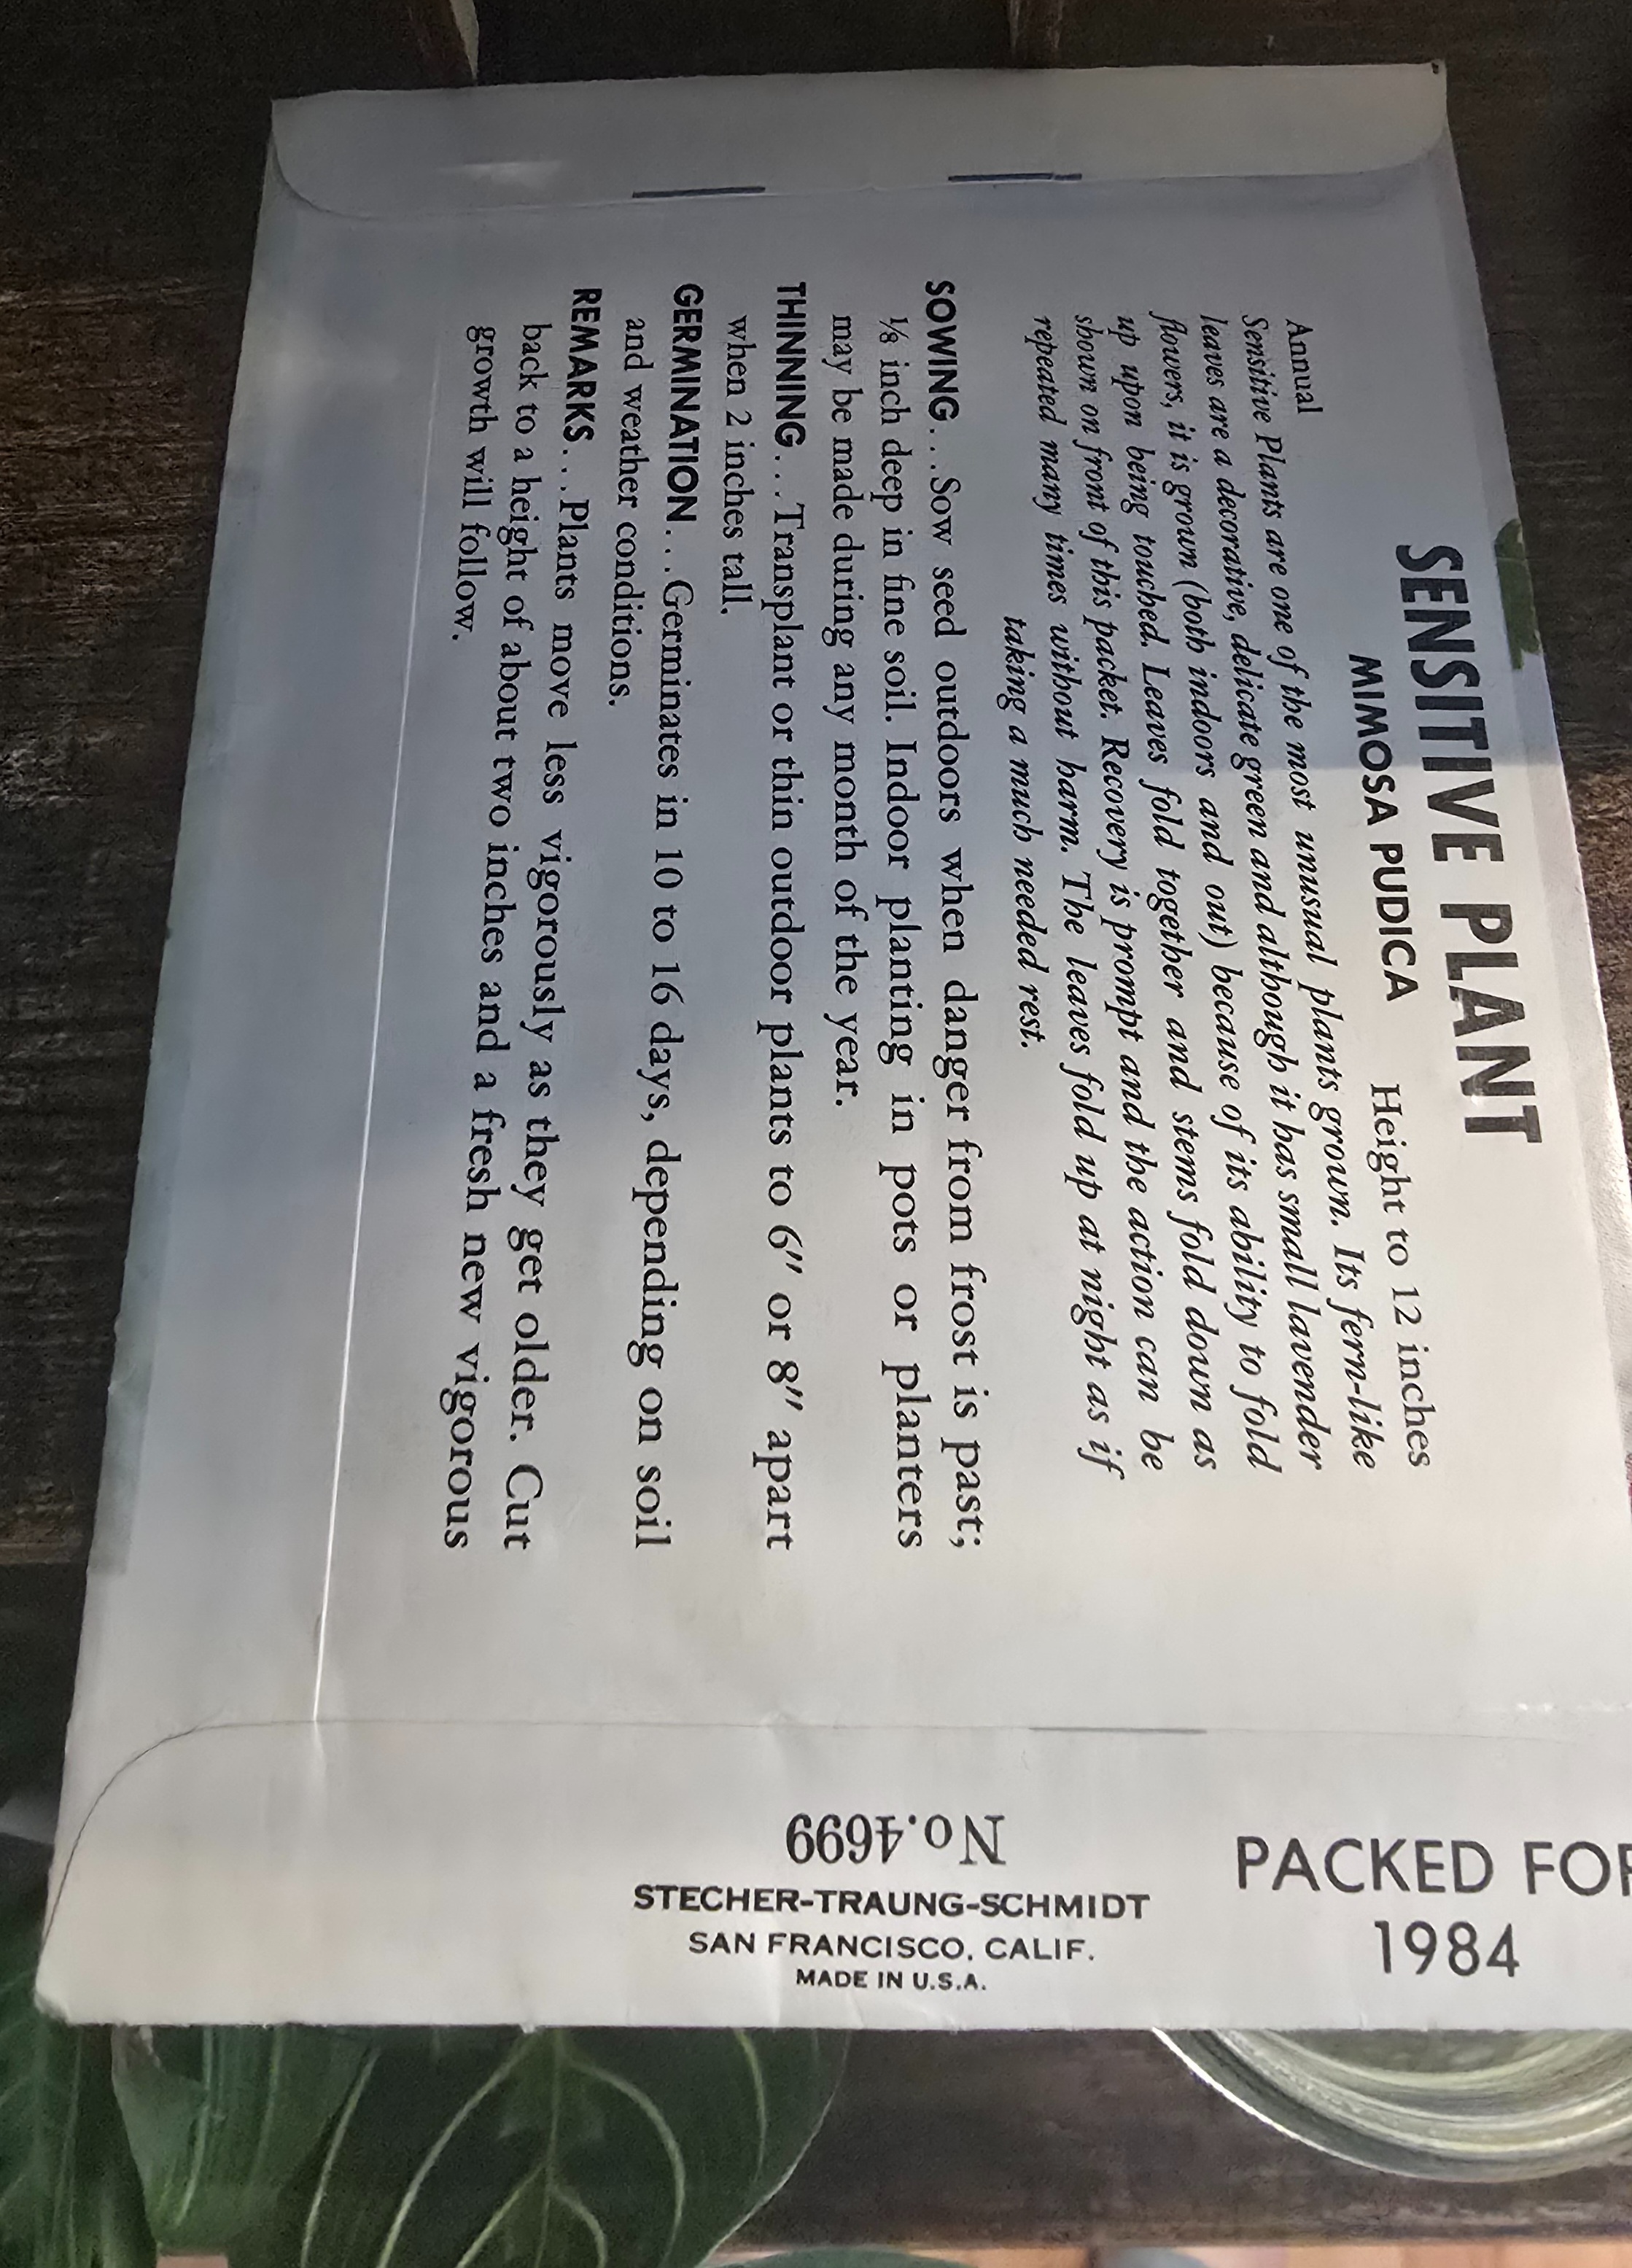 SENSITIVE PLANT
MIMOSA PUDICA Height to 12 inches
Annual
Sensitive Plants are one of the most unusual plants grown. Its fern-like
leaves are a decorative, delicate green and although it has small lavender
flowers, it is grown (both indoors and out) because of its ability to fold
up upon being touched. Leaves fold together and stems fold down as
shown on front of this packet. Recovery is prompt and the action can be
repeated many times without harm. The leaves fold up at night as if
taking a much needed rest.
SOWING...Sow seed outdoors when danger from frost is past;
⅛ inch deep in fine soil. Indoor planting in pots or planters
may be made during any month of the year.
THINNING...Transplant or thin outdoor plants to 6″ or 8″ apart
when 2 inches tall.
GERMINATION...Germinates in 10 to 16 days, depending on soil
and weather conditions.
REMARKS...Plants move less vigorously as they get older. Cut
back to a height of about two inches and a fresh new vigorous
growth will follow.
No.4699
STECHER-TRAUNG-SCHMIDT
SAN FRANCISCO, CALIF.
MADE IN U.S.A.
PACKED FOR
1984